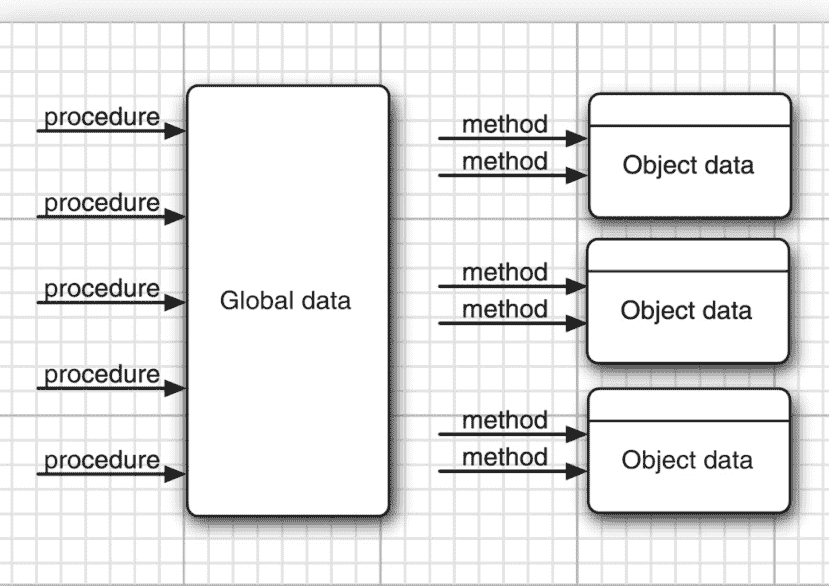 procedure
procedure
procedure
procedure
procedure
Global data
method
method
Object data
method
method
Object data
method
method
Object data